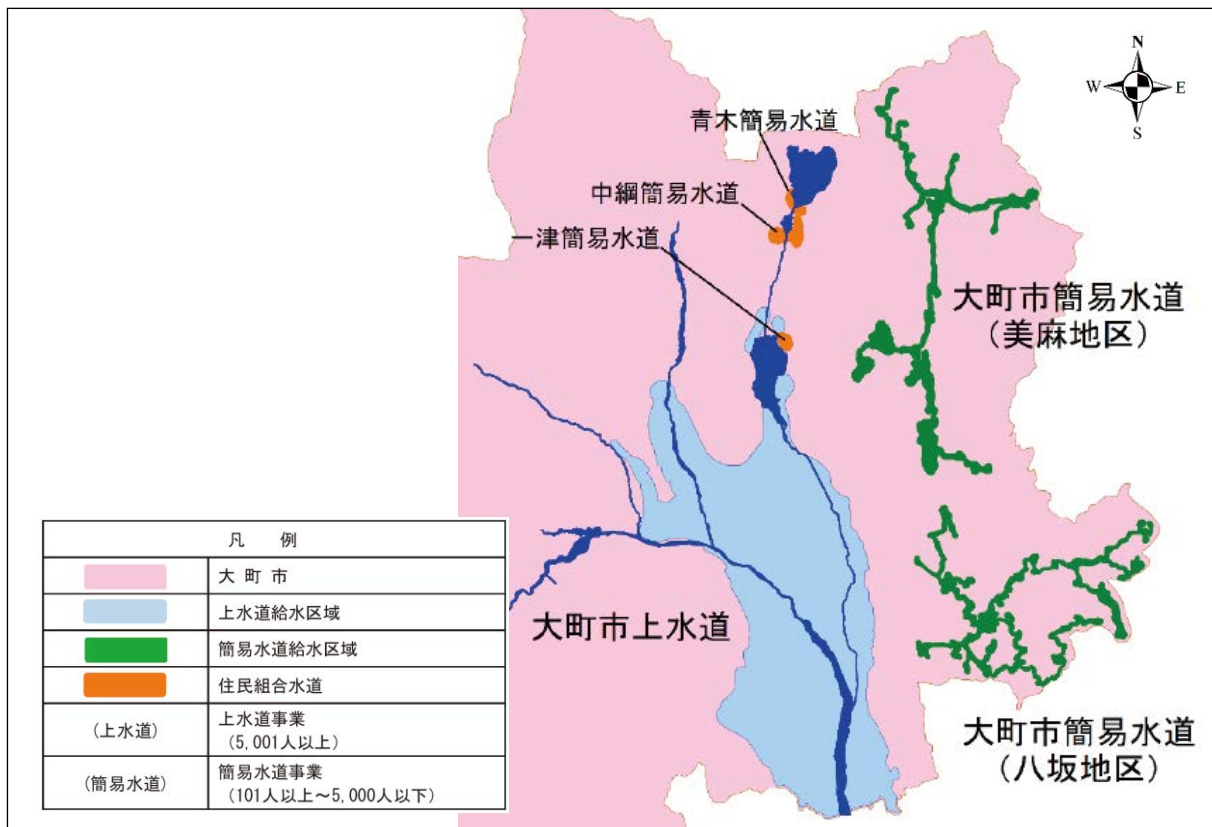 N
W
E
S
青木簡易水道
中綱簡易水道
一津簡易水道
大町市簡易水道
（美麻地区）
大町市上水道
大町市簡易水道
（八坂地区）
凡 例
大 町 市
上水道給水区域
簡易水道給水区域
住民組合水道
(上水道)
上水道事業
（5,001人以上）
(簡易水道)
簡易水道事業
（101人以上～5,000人以下）